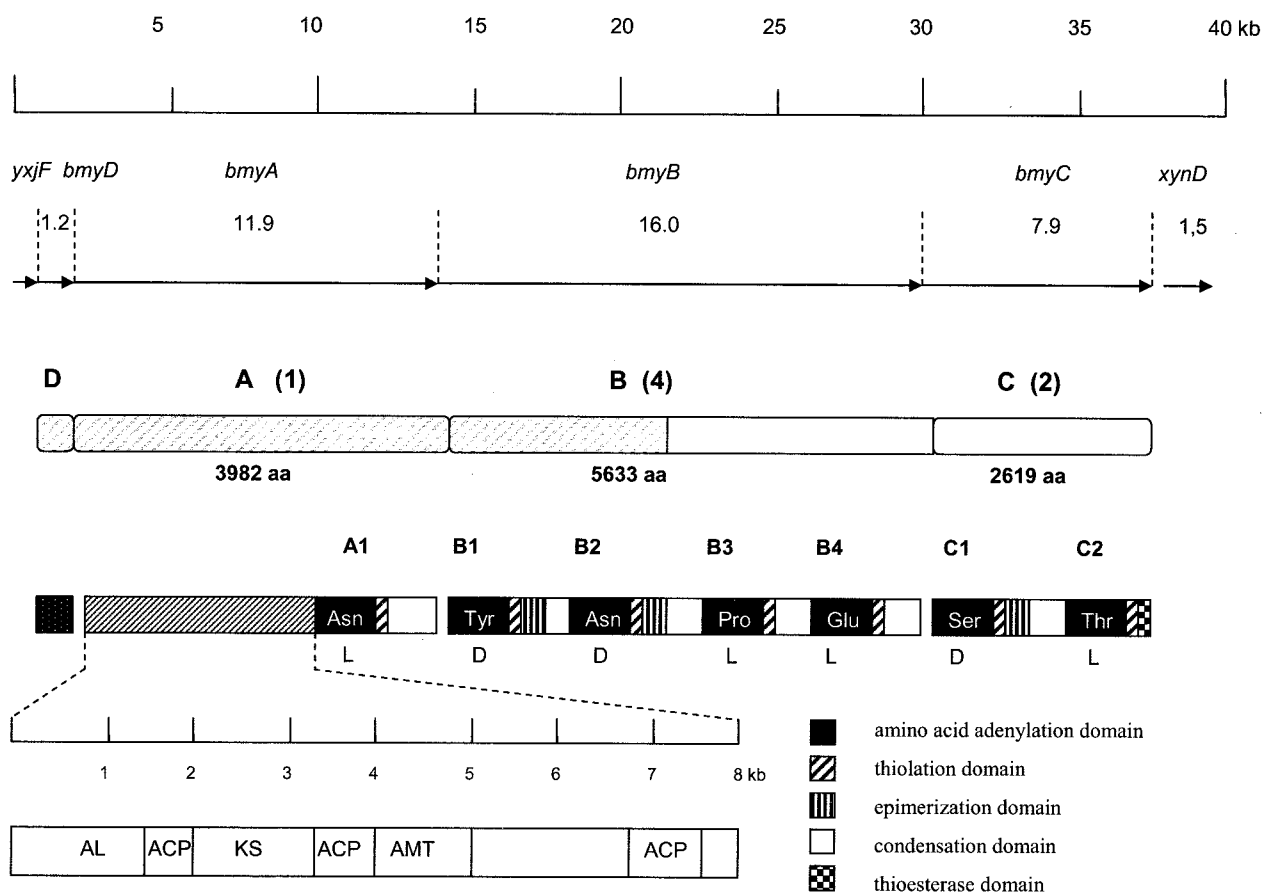 5 10 15 20 25 30 35 40 kb
yxjF bmyD bmyA bmyB bmyC xynD
1.2 11.9 16.0 7.9 1,5
D A (1) B (4) C (2)
3982 aa 5633 aa 2619 aa
A1 B1 B2 B3 B4 C1 C2
Asn Tyr Asn Pro Glu Ser Thr
L D D L L D L
1 2 3 4 5 6 7 8 kb
AL ACP KS ACP AMT ACP
amino acid adenylation domain
thiolation domain
epimerization domain
condensation domain
thioesterase domain